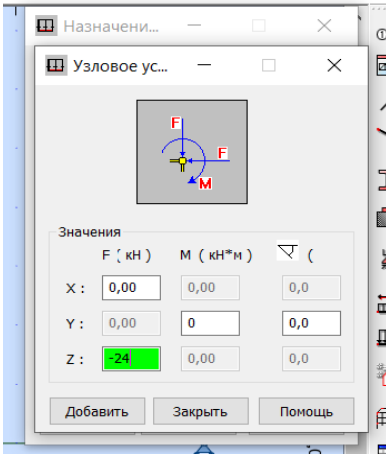 Назначени...
Узловое ус...
F
F
M
Значения
F ( кН ) М ( кН*м ) (
X : 0,00 0,00 0,0
Y : 0,00 0 0,0
Z : -24 0,00 0,0
Добавить Закрыть Помощь